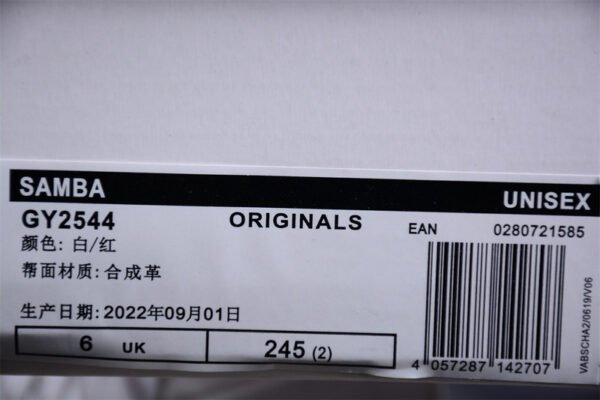 SAMBA
UNISEX
GY2544
ORIGINALS
EAN 0280721585
颜色: 白/红
帮面材质: 合成革
生产日期: 2022年09月01日
6 UK
245 (2)
4 057287 142707
VABSCHA2/0619/V06